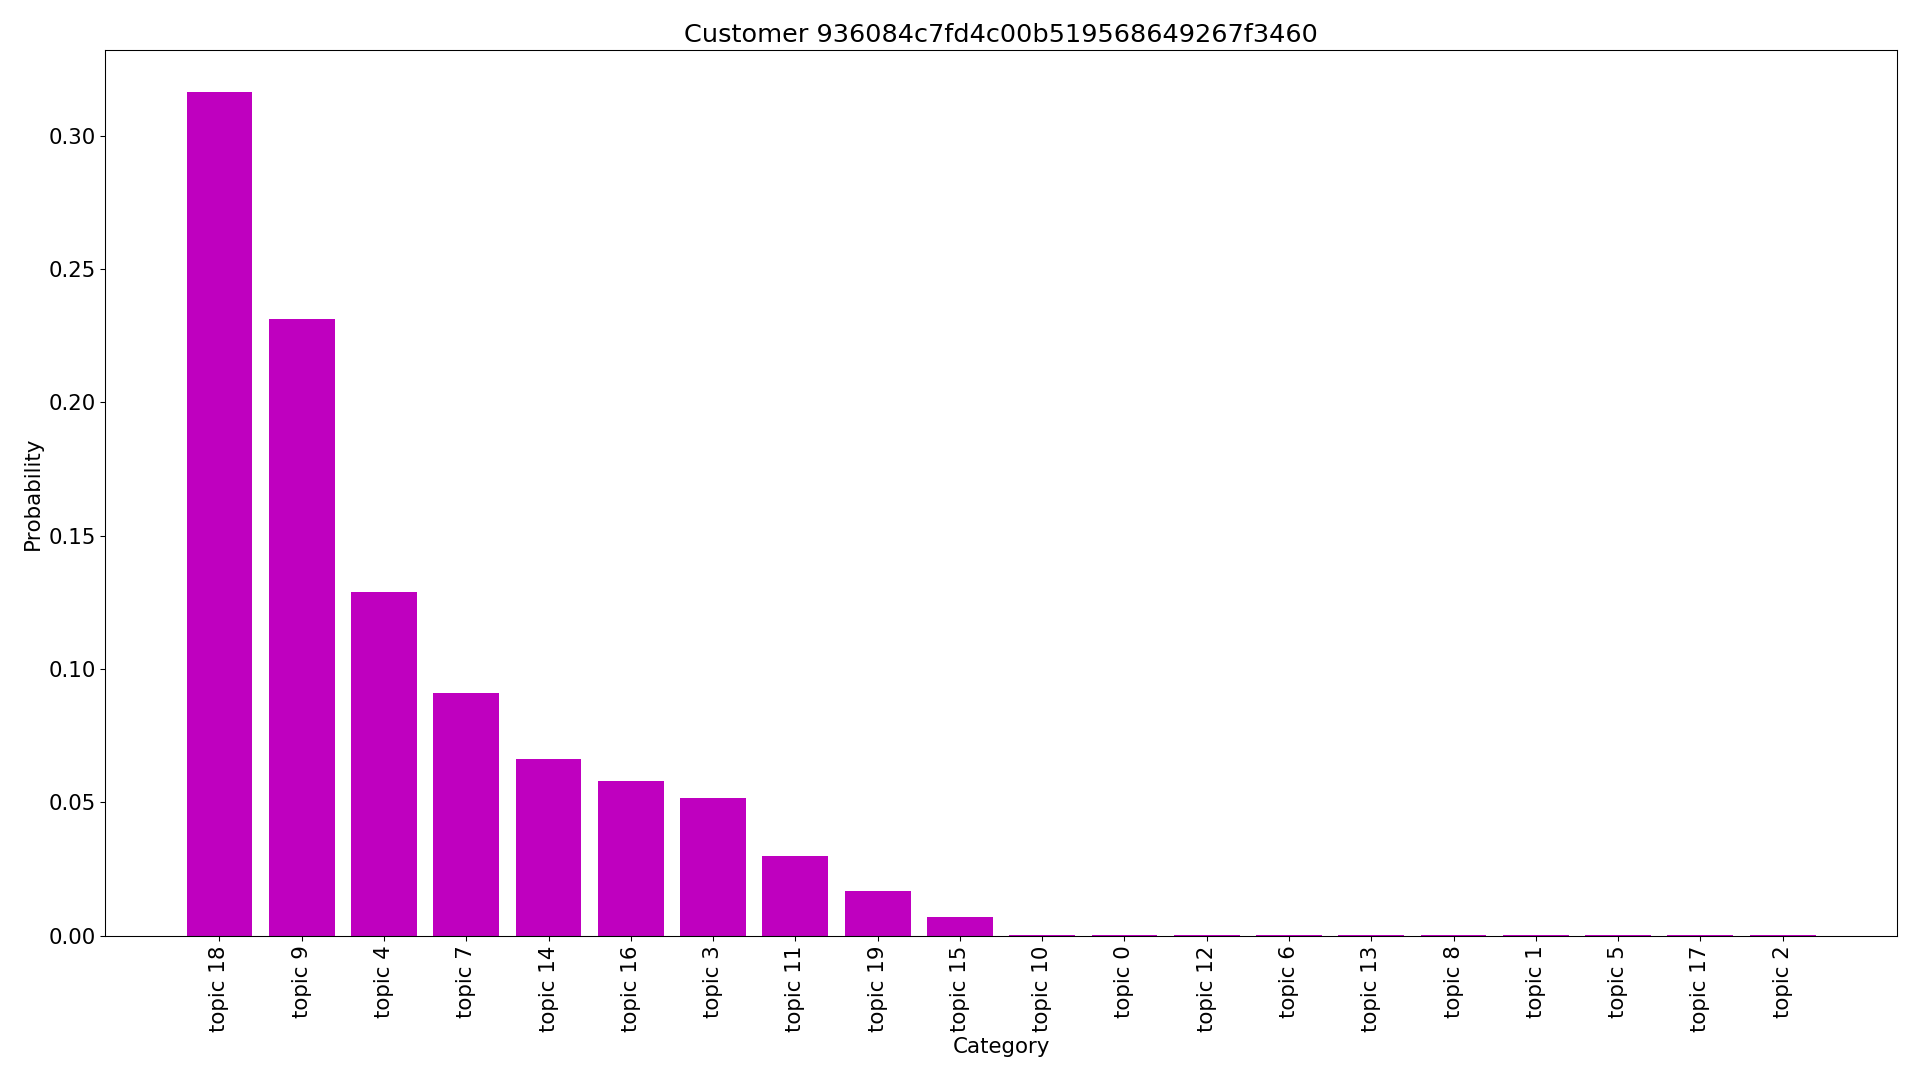 Customer 936084c7fd4c00b519568649267f3460
Probability
0.30
0.25
0.20
0.15
0.10
0.05
0.00
topic 18
topic 9
topic 4
topic 7
topic 14
topic 16
topic 3
topic 11
topic 19
topic 15
topic 10
topic 0
topic 12
topic 6
topic 13
topic 8
topic 1
topic 5
topic 17
topic 2
Category